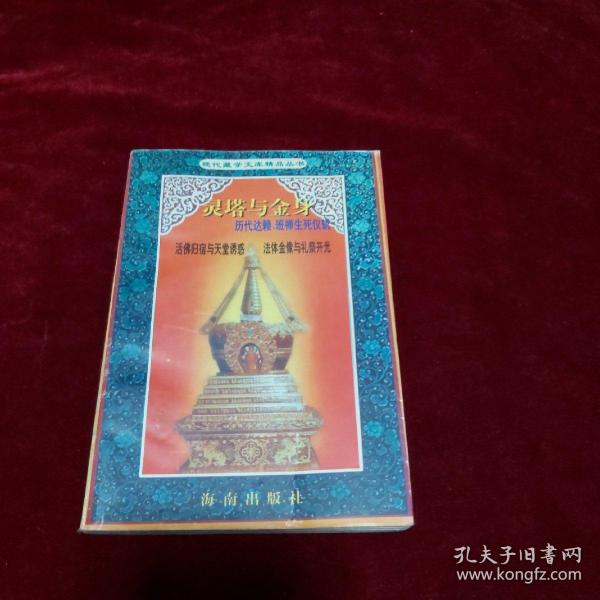 现代藏学文库精品丛书
灵塔与金身
历代达赖、班禅生死仪轨
活佛归宿与天堂诱惑 法体金像与礼祭开光
海南出版社
孔夫子旧书网
www.kongfz.com